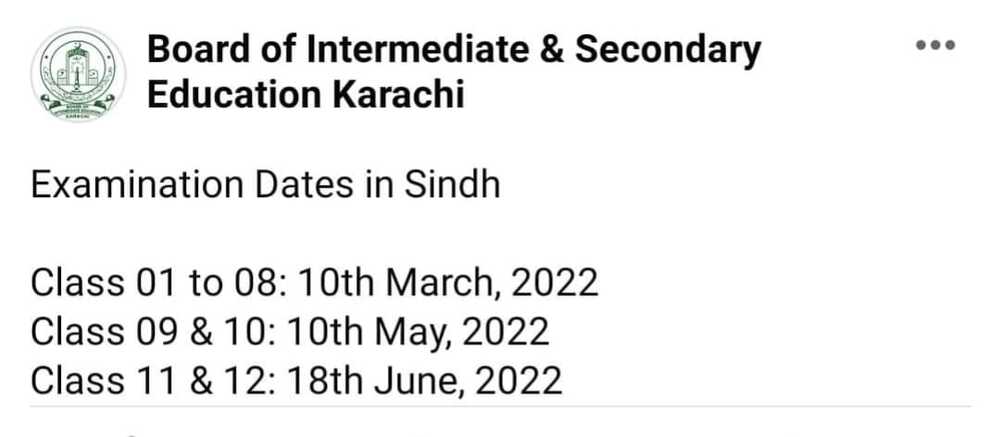 Board of Intermediate & Secondary
Education Karachi
Examination Dates in Sindh
Class 01 to 08: 10th March, 2022
Class 09 & 10: 10th May, 2022
Class 11 & 12: 18th June, 2022